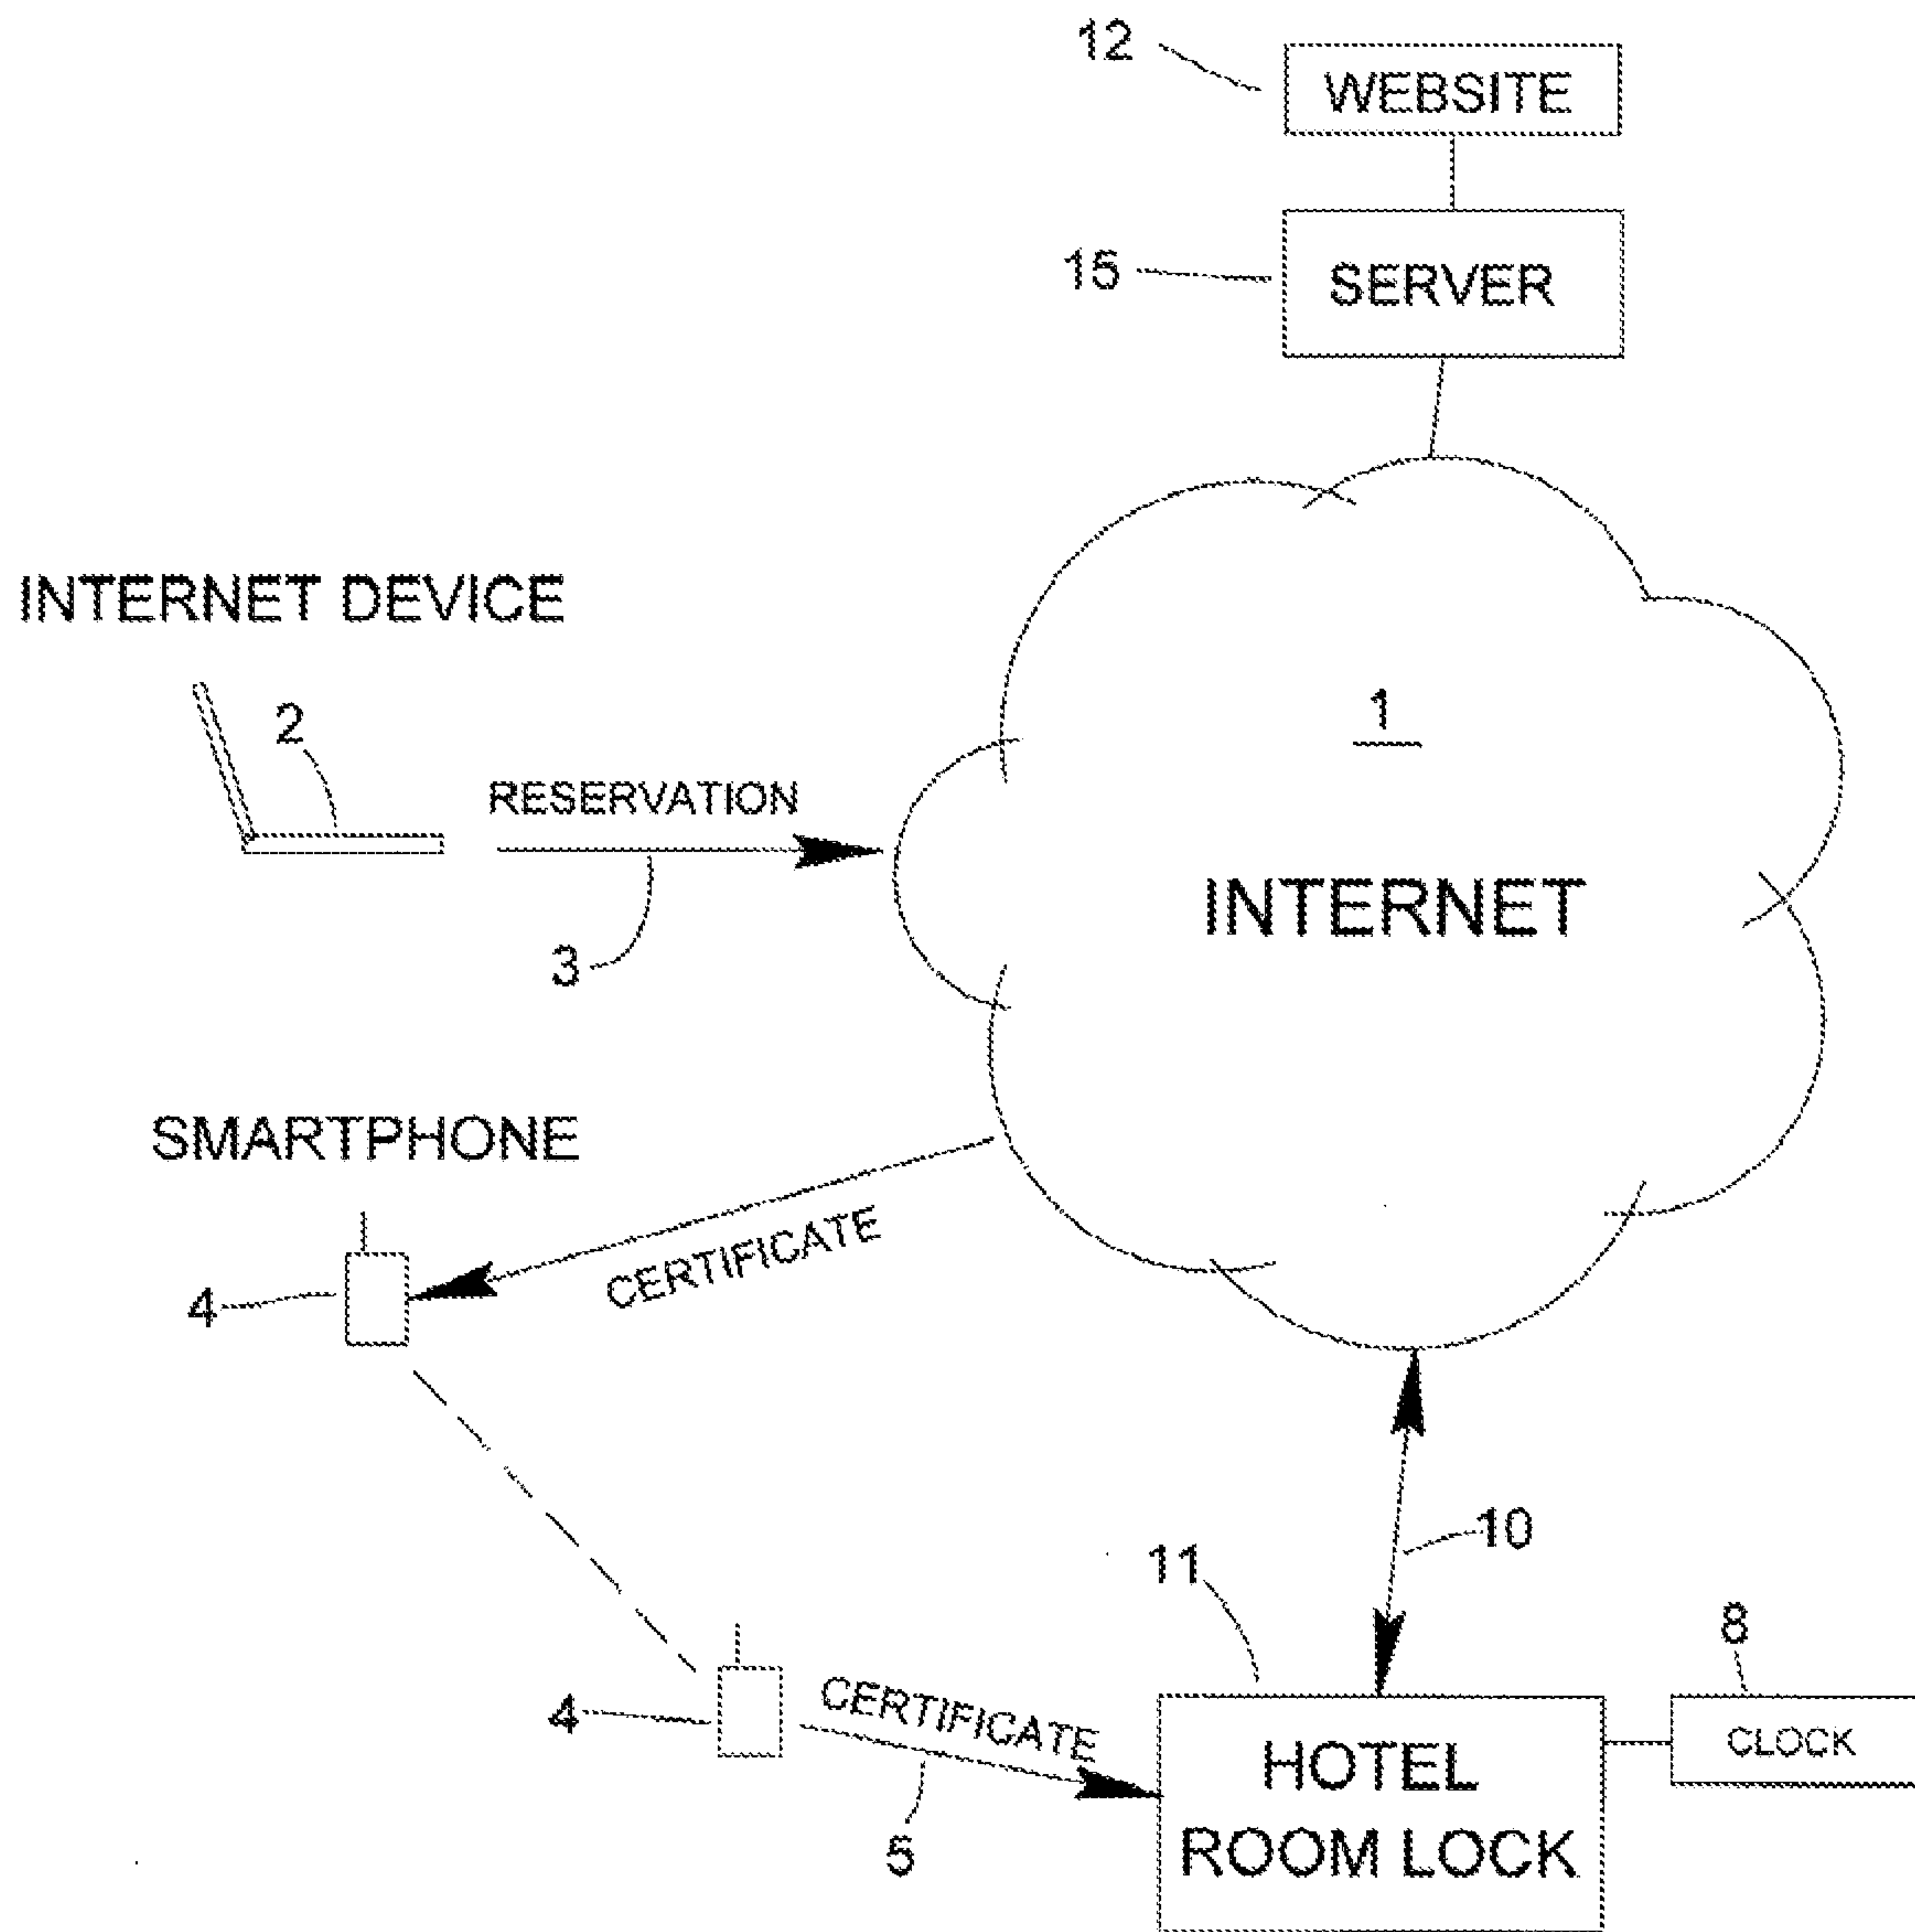 12
WEBSITE
15
SERVER
INTERNET DEVICE
2
RESERVATION
3
1
INTERNET
SMARTPHONE
CERTIFICATE
4
10
11
8
4
CERTIFICATE
5
HOTEL
ROOM LOCK
CLOCK